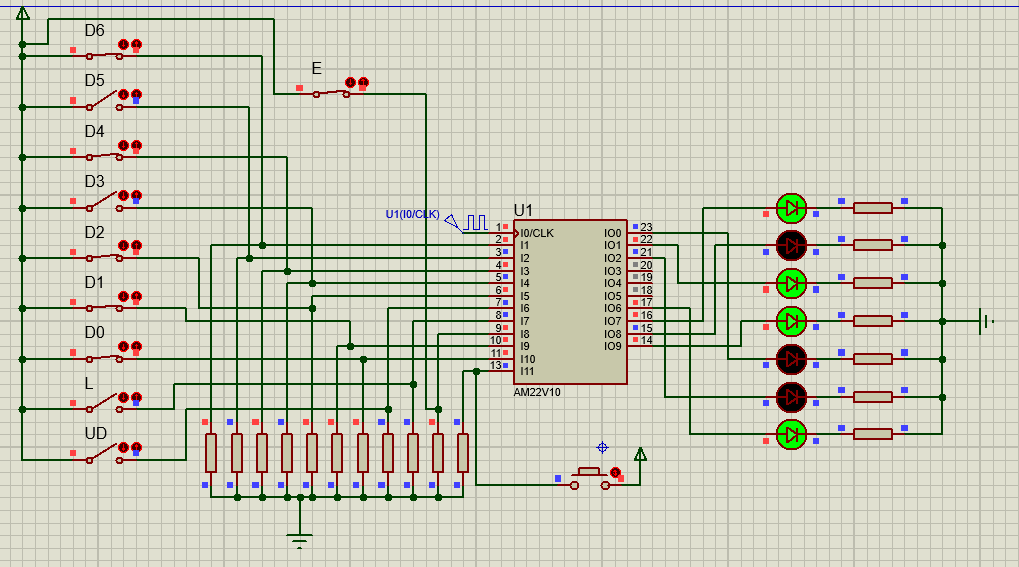 D6
D5
D4
D3
D2
D1
D0
L
UD
E
U1(I0/CLK)
U1
1 I0/CLK
2 I1
3 I2
4 I3
5 I4
6 I5
7 I6
8 I7
9 I8
10 I9
11 I10
13 I11
IO0 23
IO1 22
IO2 21
IO3 20
IO4 19
IO5 18
IO6 17
IO7 16
IO8 15
IO9 14
AM22V10